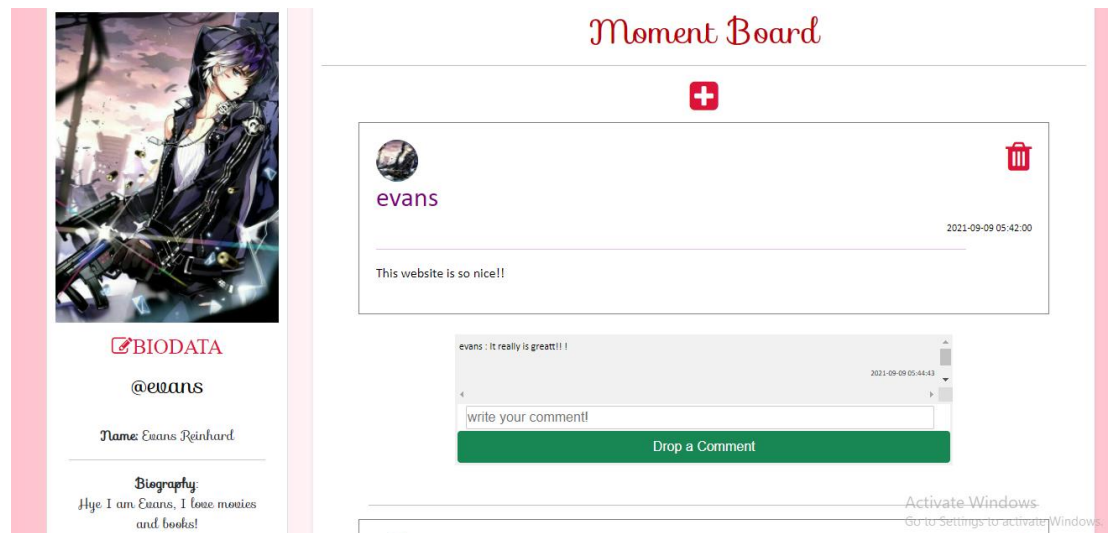 Moment Board
evans
2021-09-09 05:42:00
This website is so nice!!
evans : It really is greatt!! !
2021-09-09 05:44:43
write your comment!
Drop a Comment
BIODATA
@evans
Name: Evans Reinhard
Biography:
Hye I am Evans, I love movies
and books!
Activate Windows
Go to Settings to activate Windows.